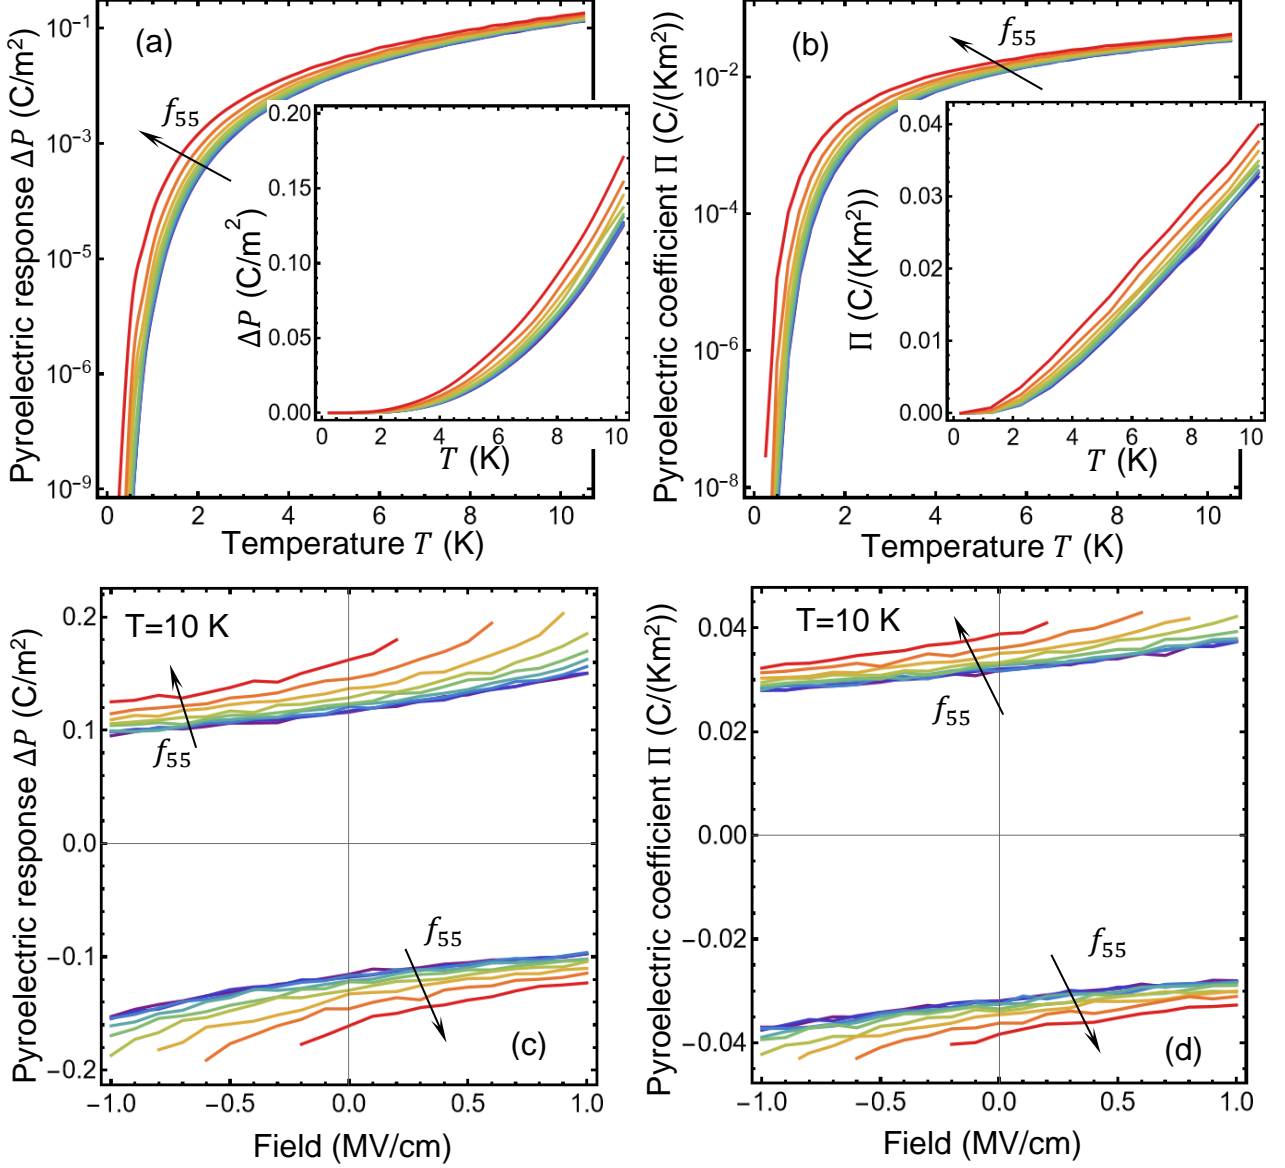 Pyroelectric response ΔP (C/m²)
10⁻¹
10⁻³
10⁻⁵
10⁻⁶
10⁻⁹
(a)
f₅₅
ΔP (C/m²)
0.20
0.15
0.10
0.05
0.00
0 2 4 6 8 10
T (K)
0 2 4 6 8 10
Temperature T (K)
Pyroelectric coefficient Π (C/(Km²))
10⁻²
10⁻⁴
10⁻⁶
10⁻⁸
(b)
f₅₅
Π (C/(Km²))
0.04
0.03
0.02
0.01
0.00
0 2 4 6 8 10
T (K)
0 2 4 6 8 10
Temperature T (K)
Pyroelectric response ΔP (C/m²)
0.2
0.1
0.0
−0.1
−0.2
T=10 K
f₅₅
f₅₅
(c)
−1.0 −0.5 0.0 0.5 1.0
Field (MV/cm)
Pyroelectric coefficient Π (C/(Km²))
0.04
0.02
0.00
−0.02
−0.04
T=10 K
f₅₅
f₅₅
(d)
−1.0 −0.5 0.0 0.5 1.0
Field (MV/cm)